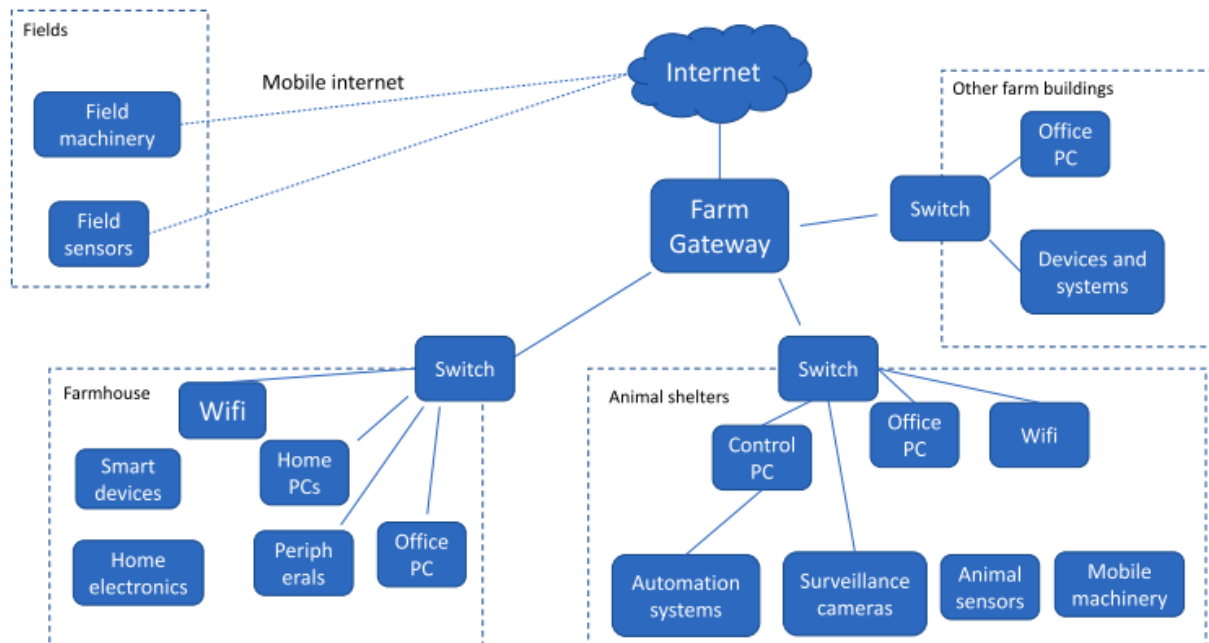 Fields
Field
machinery
Field
sensors
Mobile internet
Internet
Farm
Gateway
Other farm buildings
Office
PC
Switch
Devices and
systems
Farmhouse
Switch
Wifi
Smart
devices
Home
PCs
Home
electronics
Periph
erals
Office
PC
Animal shelters
Switch
Control
PC
Office
PC
Wifi
Automation
systems
Surveillance
cameras
Animal
sensors
Mobile
machinery